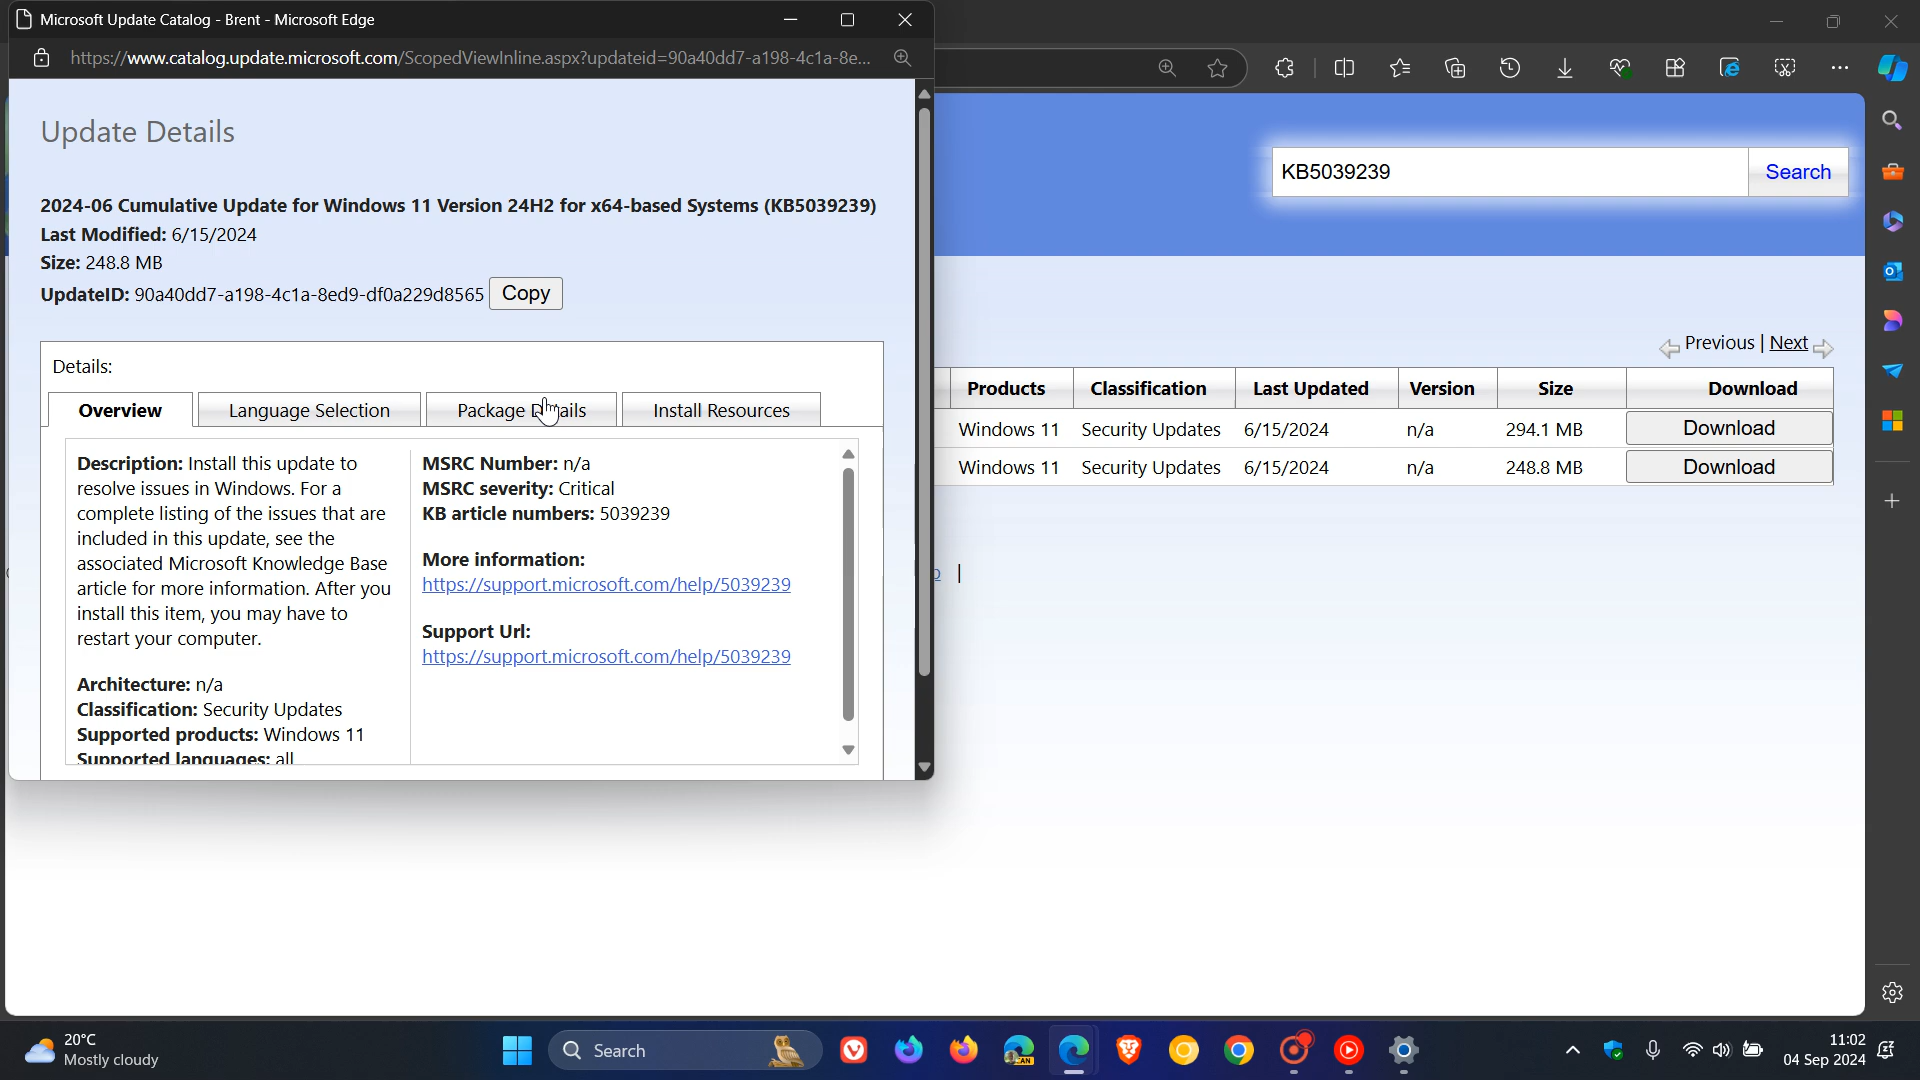 Microsoft Update Catalog - Brent - Microsoft Edge
https://www.catalog.update.microsoft.com/ScopedViewInline.aspx?updateid=90a40dd7-a198-4c1a-8e...
Update Details
2024-06 Cumulative Update for Windows 11 Version 24H2 for x64-based Systems (KB5039239)
Last Modified: 6/15/2024
Size: 248.8 MB
UpdateID: 90a40dd7-a198-4c1a-8ed9-df0a229d8565 Copy
Details:
Overview Language Selection Package Details Install Resources
Description: Install this update to
resolve issues in Windows. For a
complete listing of the issues that are
included in this update, see the
associated Microsoft Knowledge Base
article for more information. After you
install this item, you may have to
restart your computer.
Architecture: n/a
Classification: Security Updates
Supported products: Windows 11
Supported languages: all
MSRC Number: n/a
MSRC severity: Critical
KB article numbers: 5039239
More information:
https://support.microsoft.com/help/5039239
Support Url:
https://support.microsoft.com/help/5039239
KB5039239 Search
Previous | Next
Products Classification Last Updated Version Size Download
Windows 11 Security Updates 6/15/2024 n/a 294.1 MB Download
Windows 11 Security Updates 6/15/2024 n/a 248.8 MB Download
|
20°C
Mostly cloudy
Search
CAN
11:02
04 Sep 2024